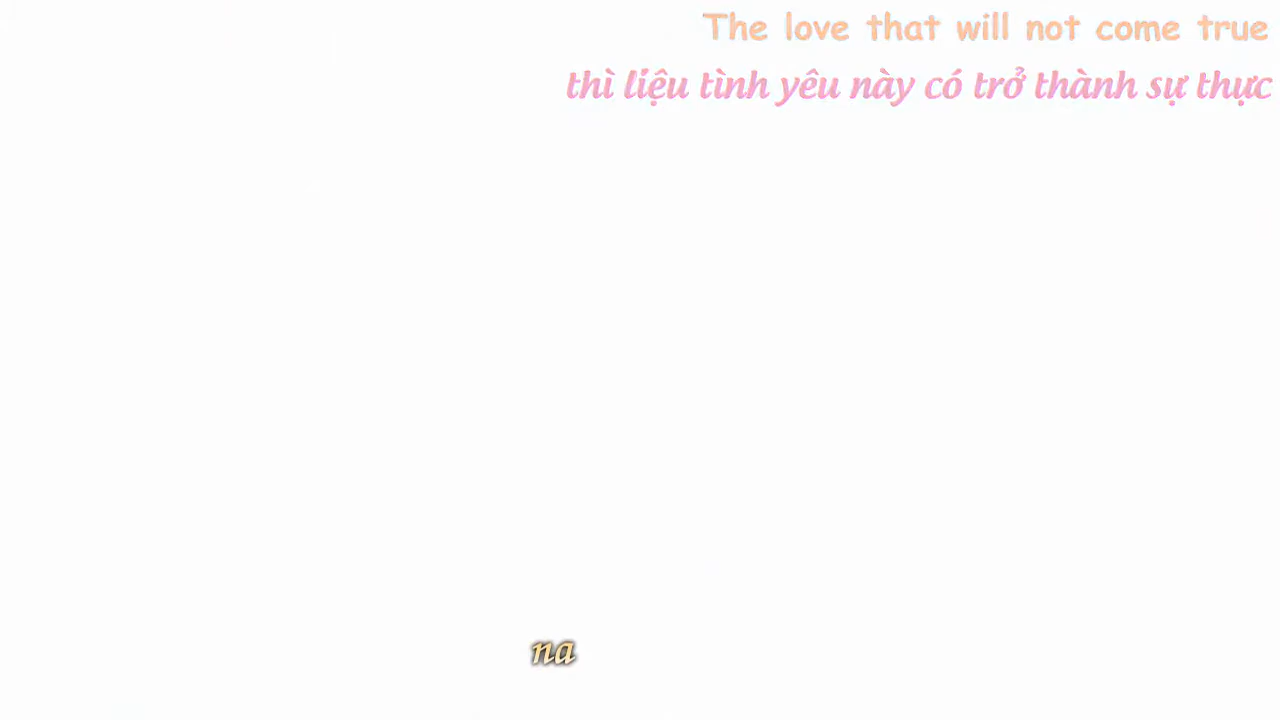 The love that will not come true
thì liệu tình yêu này có trở thành sự thực
na